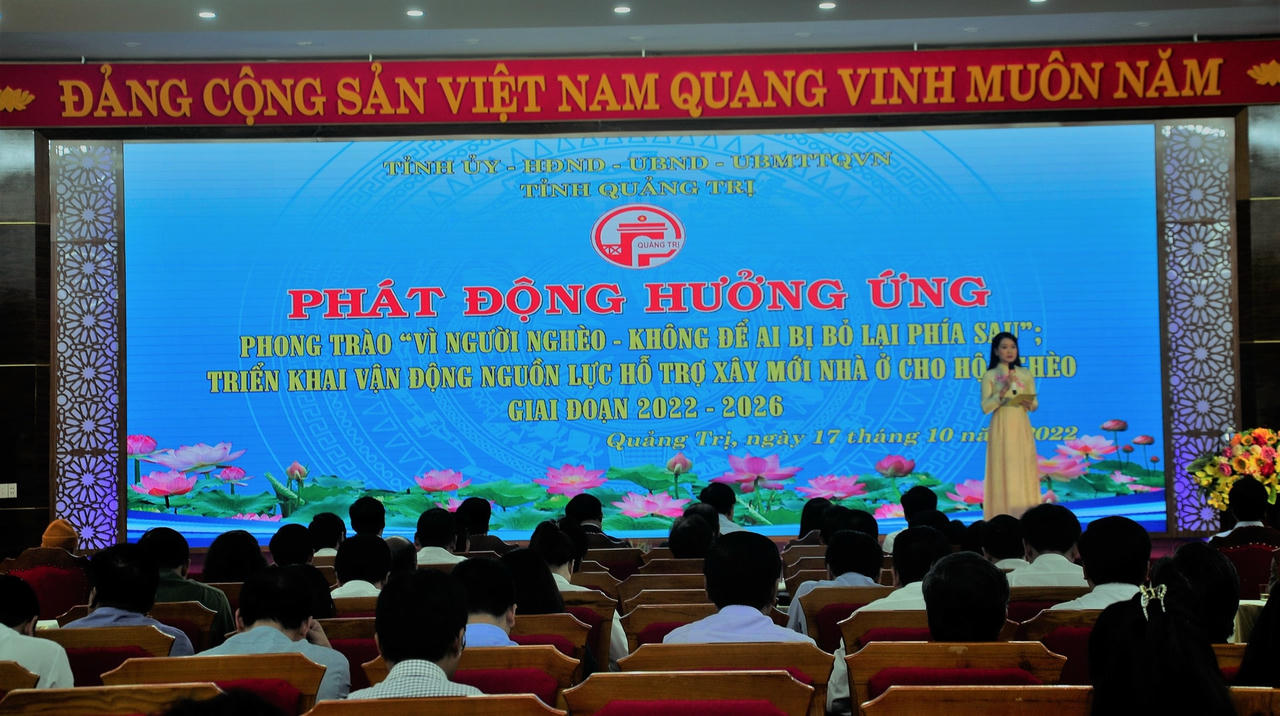 ĐẢNG CỘNG SẢN VIỆT NAM QUANG VINH MUÔN NĂM
TỈNH ỦY - HĐND - UBND - UBMTTQVN
TỈNH QUẢNG TRỊ
QUẢNG TRỊ
PHÁT ĐỘNG HƯỞNG ỨNG
PHONG TRÀO “VÌ NGƯỜI NGHÈO - KHÔNG ĐỂ AI BỊ BỎ LẠI PHÍA SAU”;
TRIỂN KHAI VẬN ĐỘNG NGUỒN LỰC HỖ TRỢ XÂY MỚI NHÀ Ở CHO HỘ NGHÈO
GIAI ĐOẠN 2022 - 2026
Quảng Trị, ngày 17 tháng 10 năm 2022